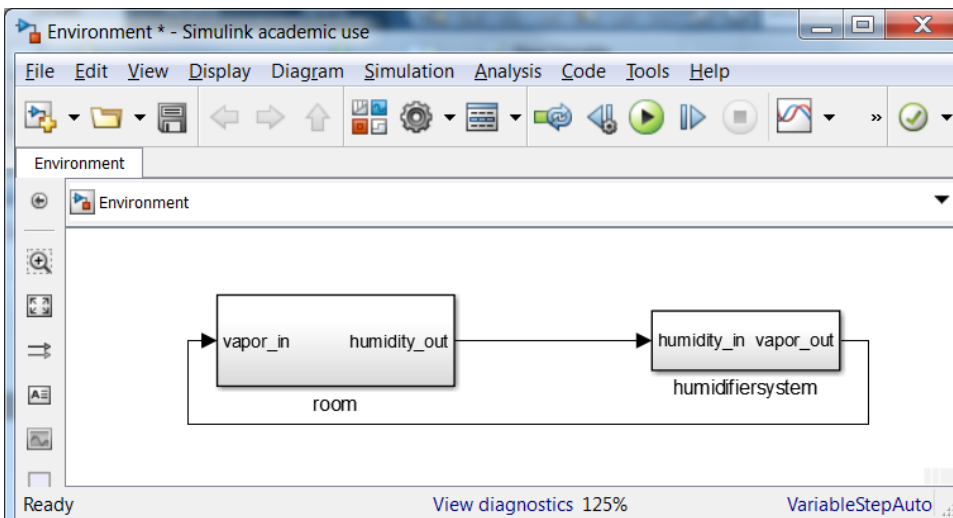 Environment * - Simulink academic use
File Edit View Display Diagram Simulation Analysis Code Tools Help
»
Environment
Environment
vapor_in humidity_out
room
humidity_in vapor_out
humidifiersystem
Ready View diagnostics 125% VariableStepAuto